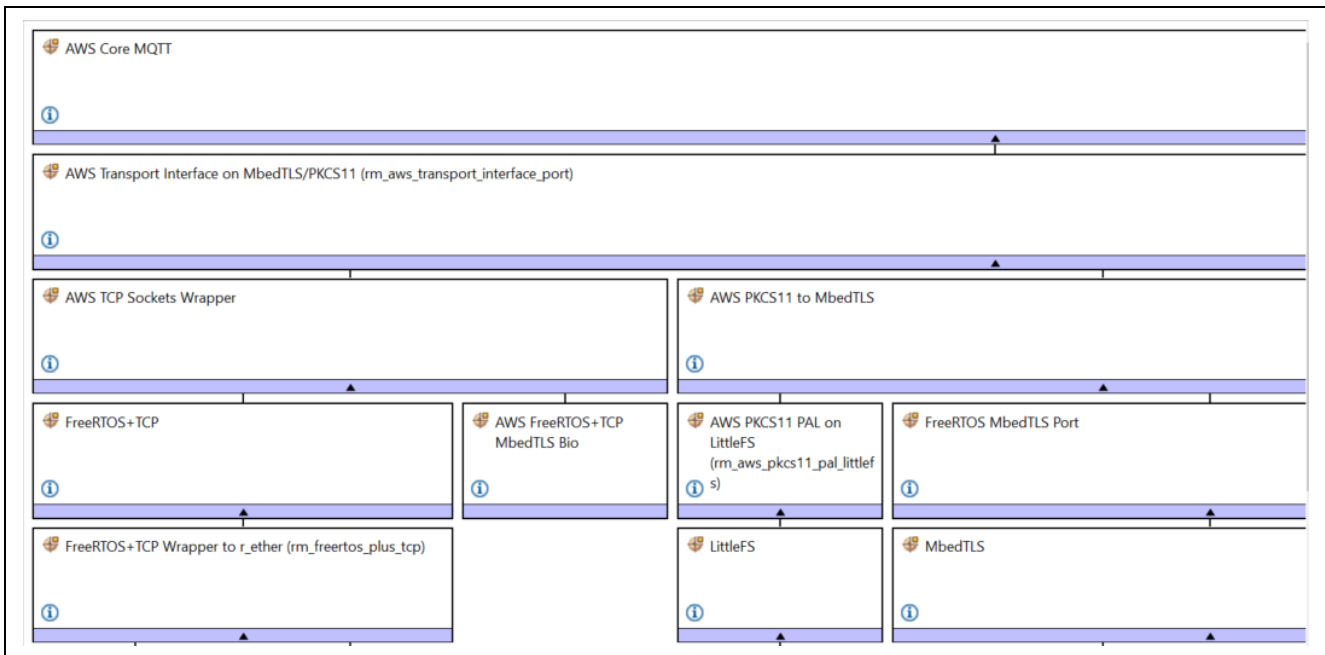 AWS Core MQTT
AWS Transport Interface on MbedTLS/PKCS11 (rm_aws_transport_interface_port)
AWS TCP Sockets Wrapper
AWS PKCS11 to MbedTLS
FreeRTOS+TCP
AWS FreeRTOS+TCP
MbedTLS Bio
AWS PKCS11 PAL on
LittleFS
(rm_aws_pkcs11_pal_littlef
s)
FreeRTOS MbedTLS Port
FreeRTOS+TCP Wrapper to r_ether (rm_freertos_plus_tcp)
LittleFS
MbedTLS